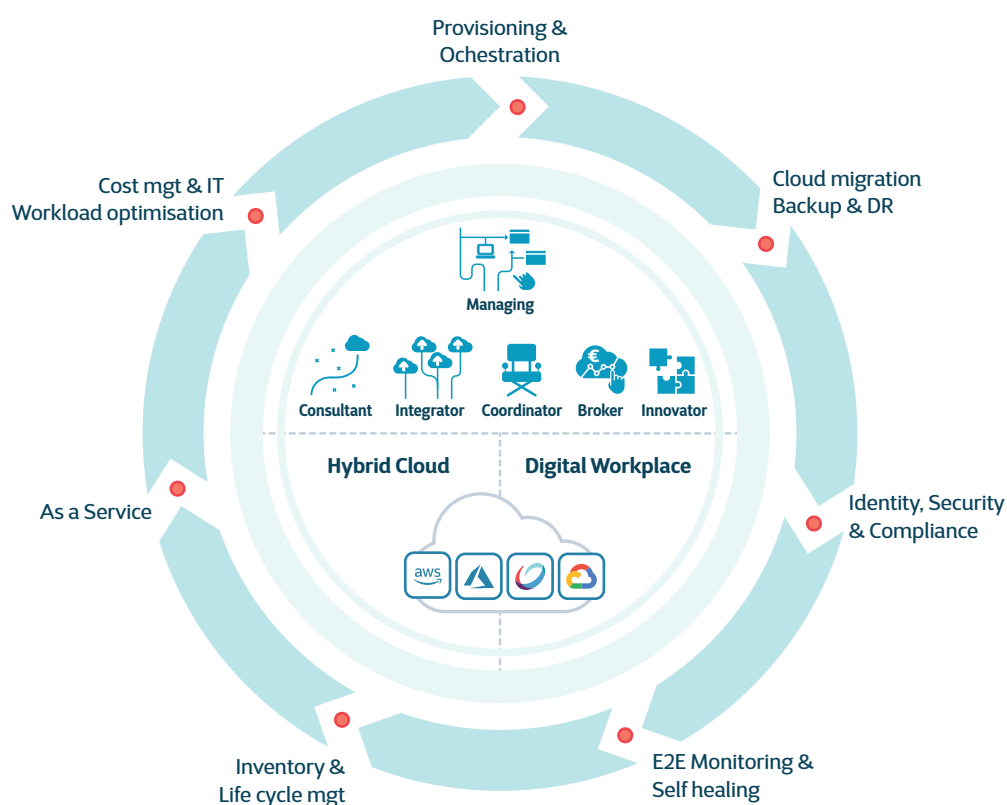 Provisioning &
Ochestration
Cost mgt & IT
Workload optimisation
Cloud migration
Backup & DR
Managing
Consultant
Integrator
Coordinator
Broker
Innovator
Hybrid Cloud
Digital Workplace
As a Service
Identity, Security
& Compliance
€
aws
Inventory &
Life cycle mgt
E2E Monitoring &
Self healing